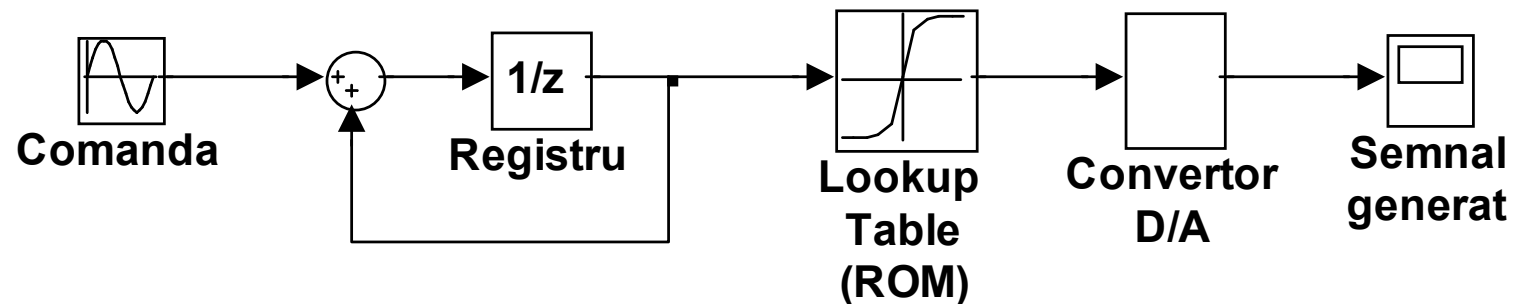 +
+
1/z
Comanda
Registru
Lookup
Table
(ROM)
Convertor
D/A
Semnal
generat